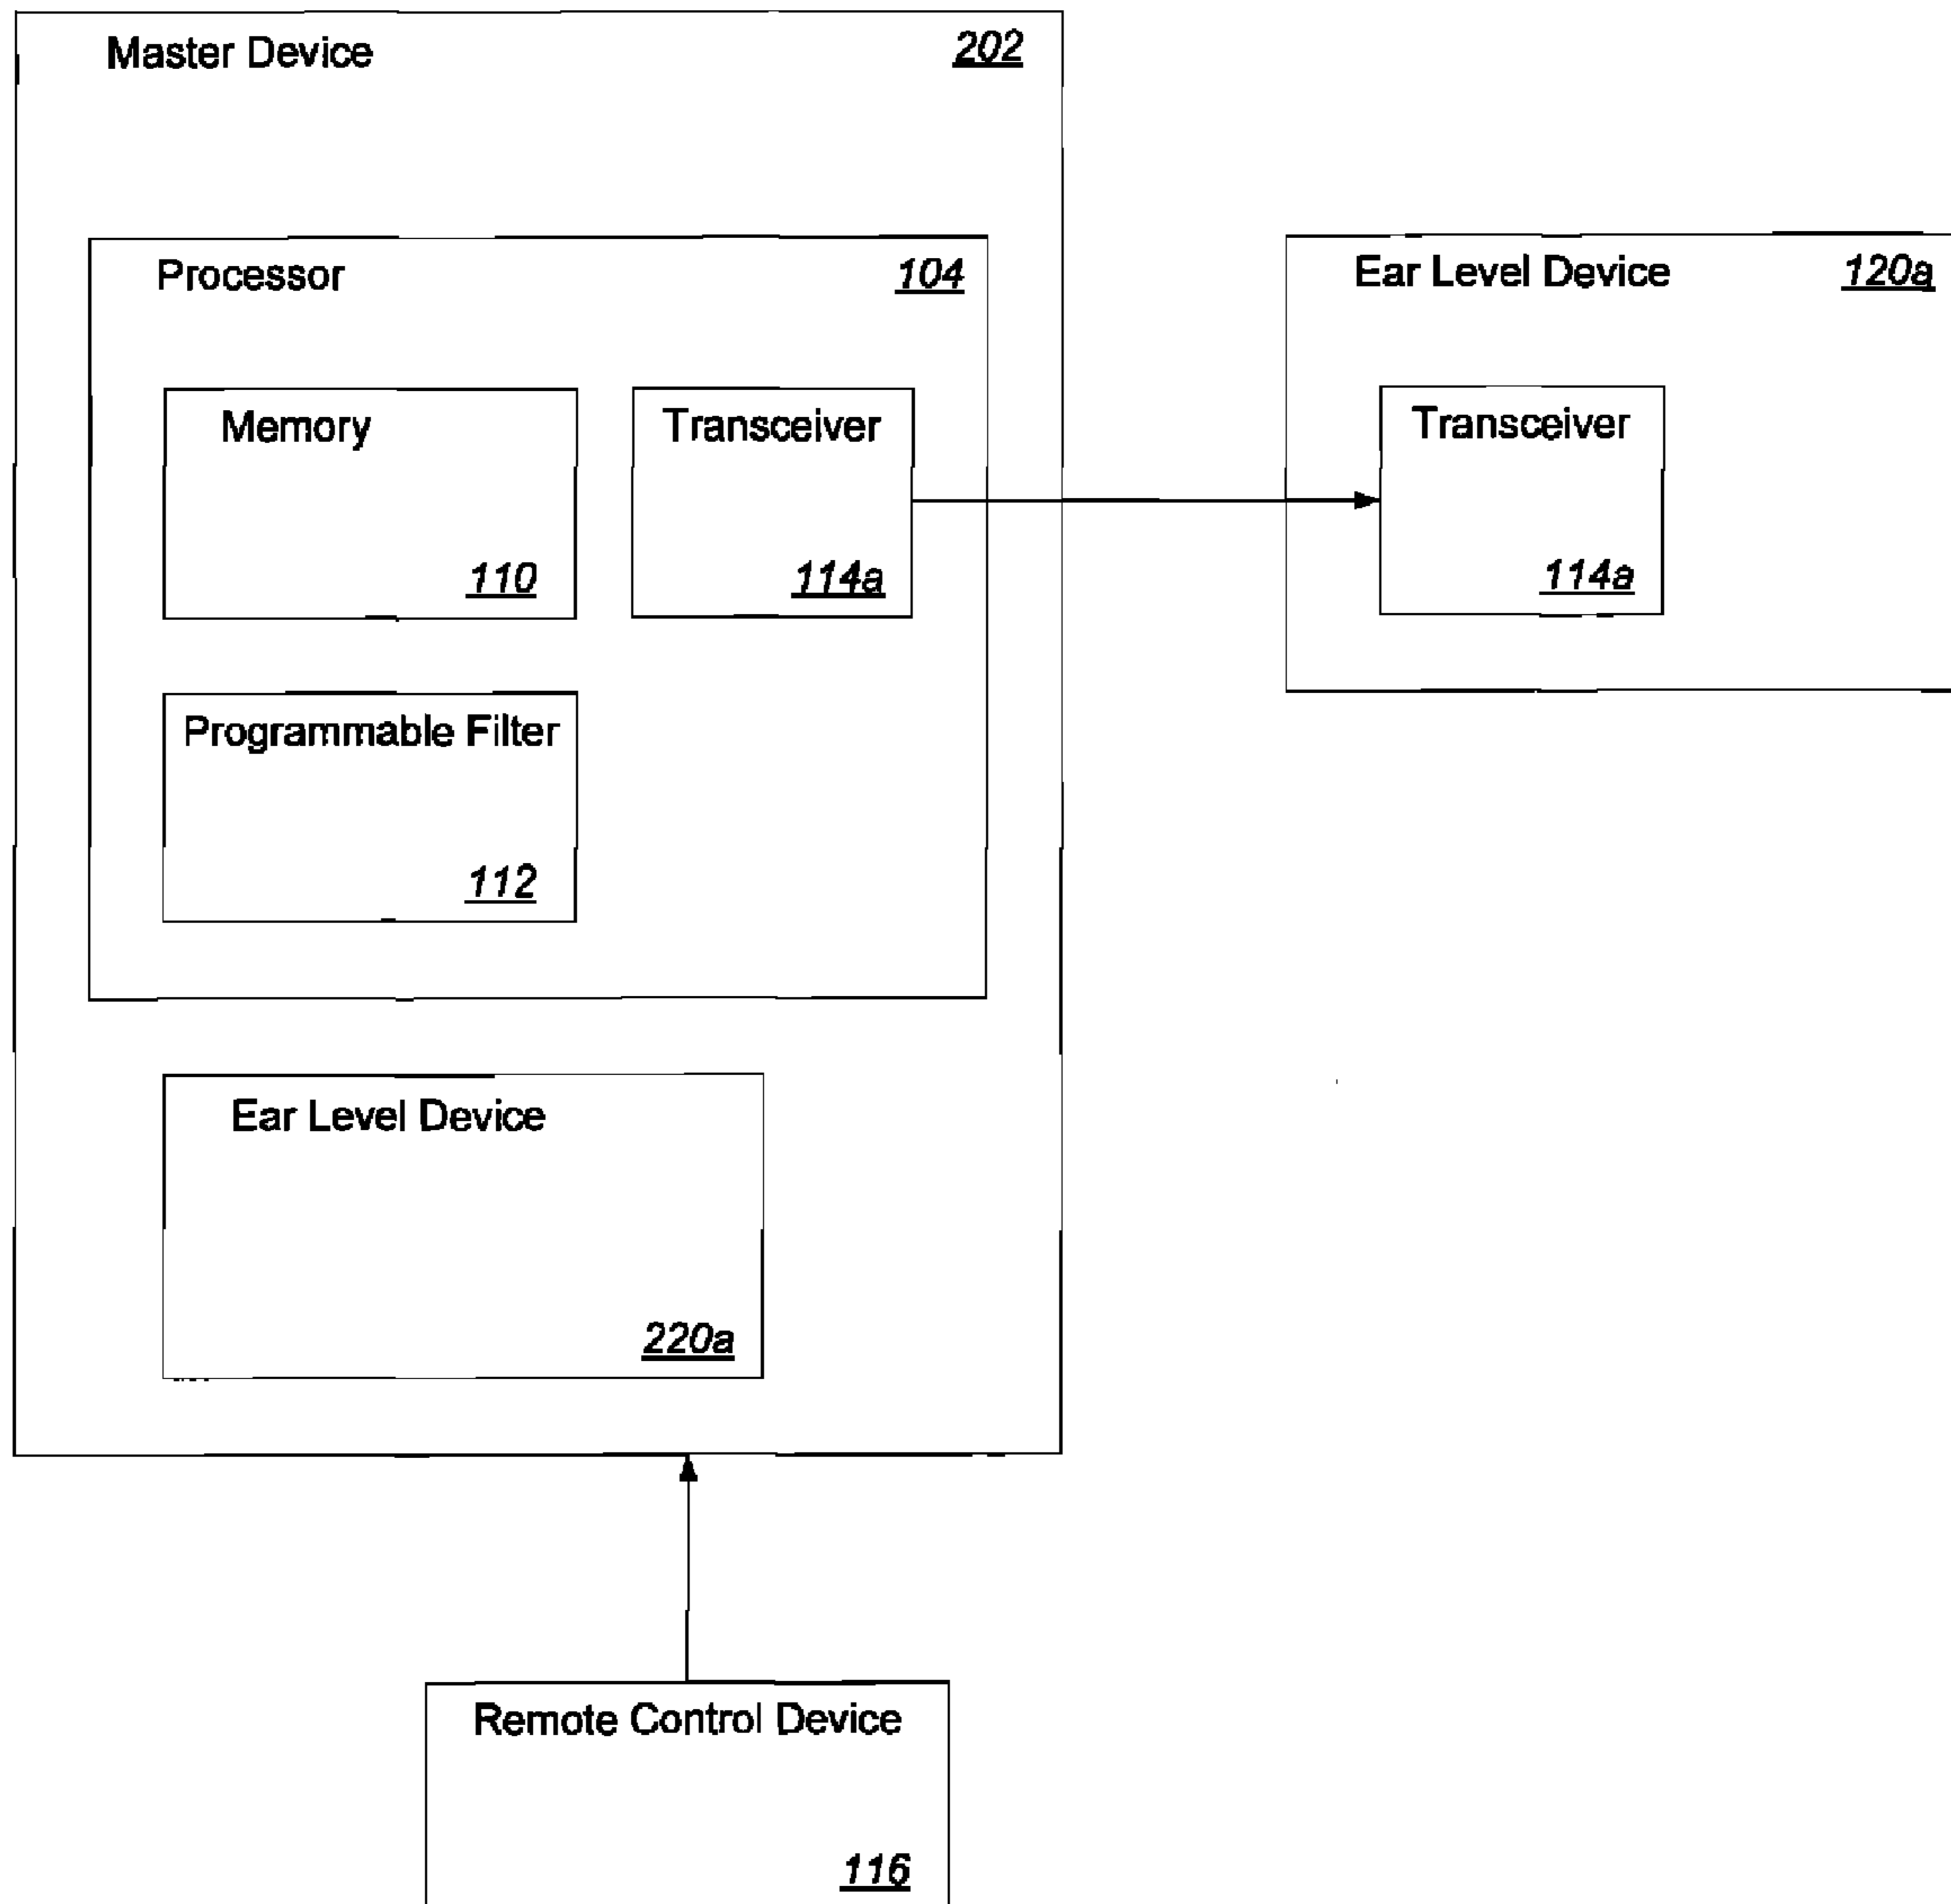 Master Device
202
Processor
104
Memory
110
Transceiver
114a
Programmable Filter
112
Ear Level Device
220a
Ear Level Device
120a
Transceiver
114a
Remote Control Device
116